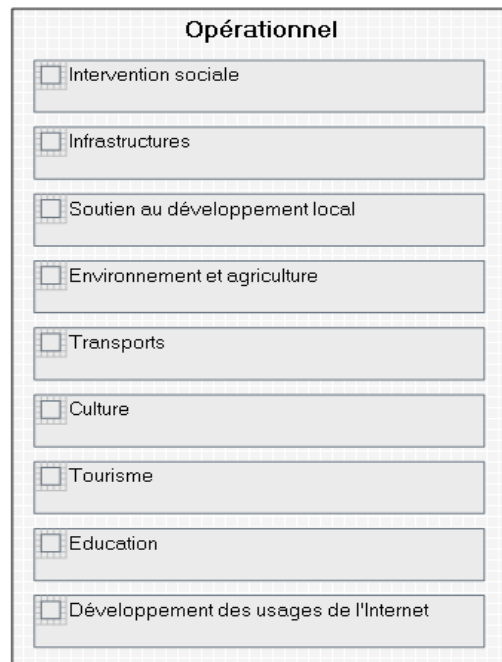 Opérationnel
Intervention sociale
Infrastructures
Soutien au développement local
Environnement et agriculture
Transports
Culture
Tourisme
Education
Développement des usages de l'Internet